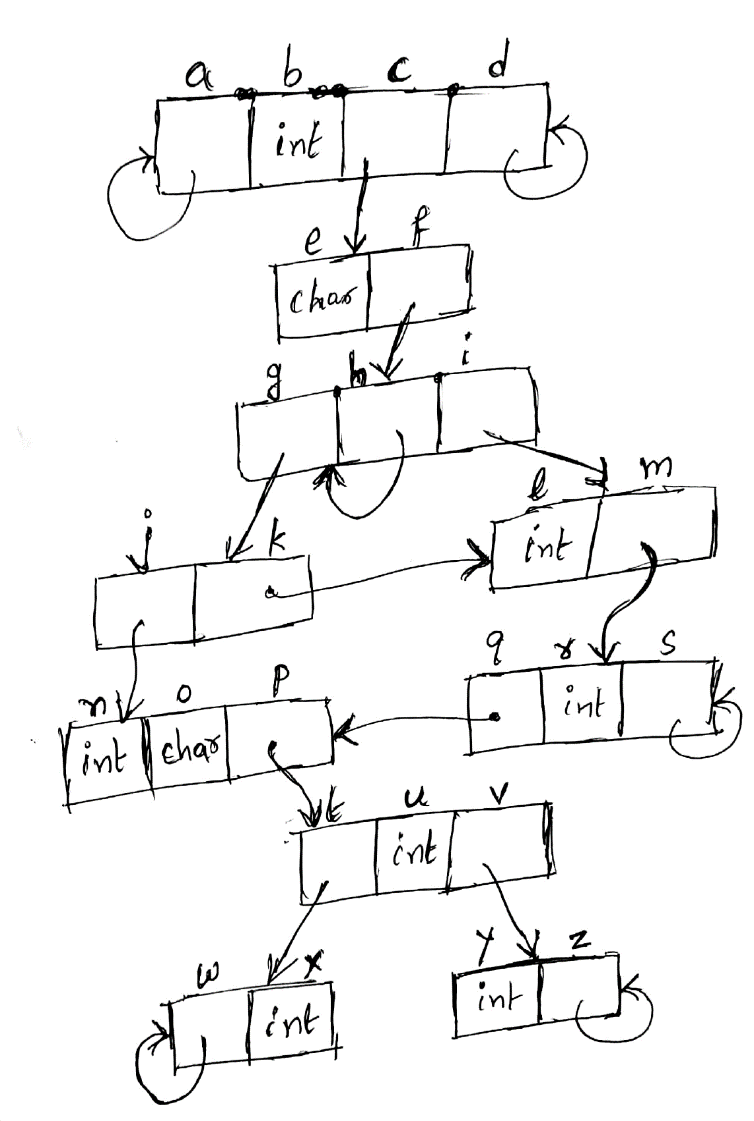 a b c d
int
e f
char
g h i
l m
int
j k
q r s
int
n o p
int char
t u v
int
y z
int
w x
int